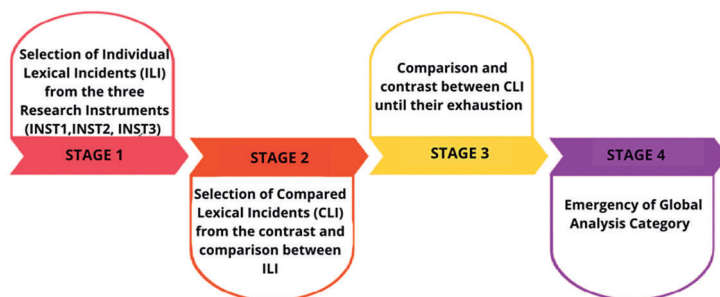 Selection of Individual
Lexical Incidents (ILI)
from the three
Research Instruments
(INST1,INST2, INST3)
STAGE 1
STAGE 2
Selection of Compared
Lexical Incidents (CLI)
from the contrast and
comparison between
ILI
Comparison and
contrast between CLI
until their exhaustion
STAGE 3
STAGE 4
Emergency of Global
Analysis Category